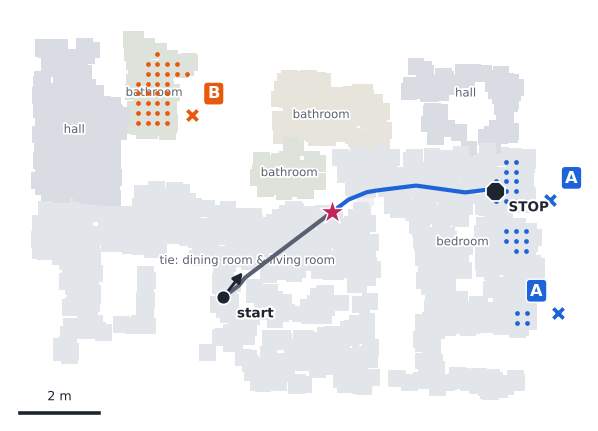 bathroom
B
hall
hall
bathroom
bathroom
A
STOP
bedroom
tie: dining room & living room
A
start
2 m